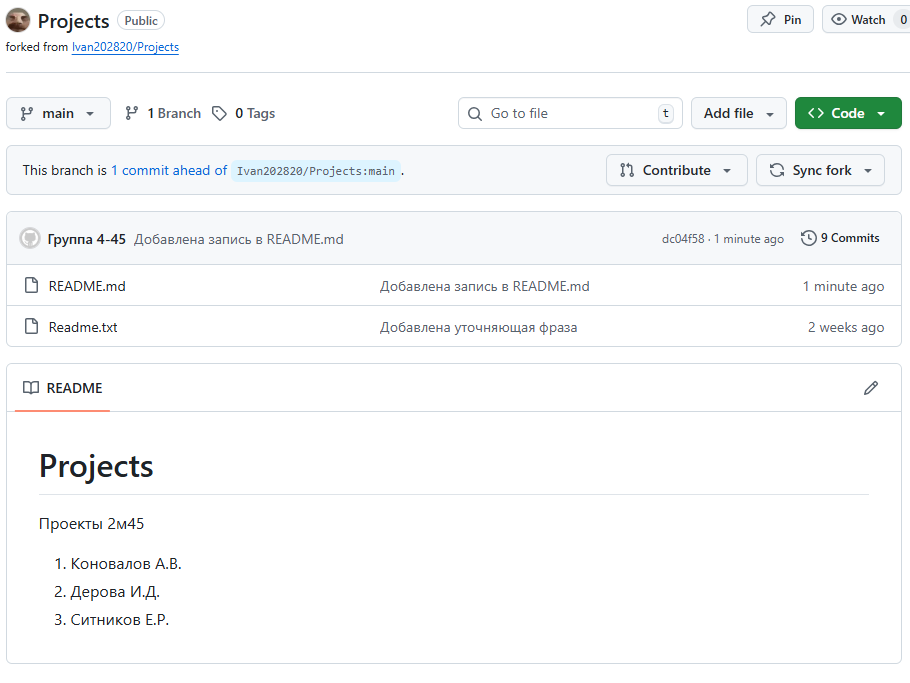 Projects Public Pin Watch 0
forked from Ivan202820/Projects
main 1 Branch 0 Tags Go to file t Add file Code
This branch is 1 commit ahead of Ivan202820/Projects:main . Contribute Sync fork
Группа 4-45 Добавлена запись в README.md dc04f58 · 1 minute ago 9 Commits
README.md Добавлена запись в README.md 1 minute ago
Readme.txt Добавлена уточняющая фраза 2 weeks ago
README
Projects
Проекты 2м45
1. Коновалов А.В.
2. Дерова И.Д.
3. Ситников Е.Р.